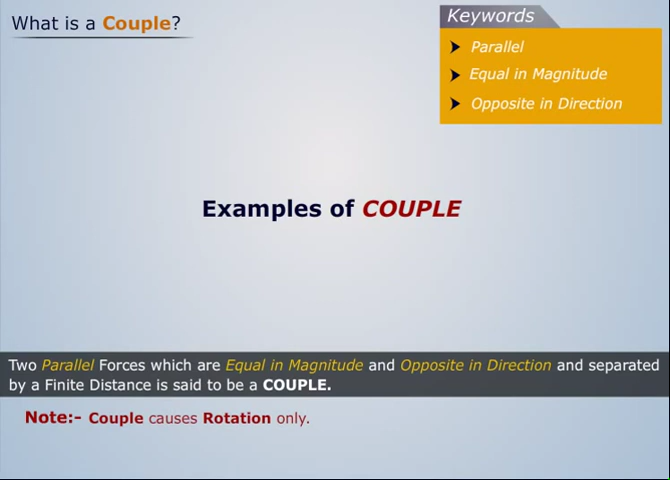 What is a Couple?
Keywords
Parallel
Equal in Magnitude
Opposite in Direction
Examples of COUPLE
Two Parallel Forces which are Equal in Magnitude and Opposite in Direction and separated
by a Finite Distance is said to be a COUPLE.
Note:- Couple causes Rotation only.